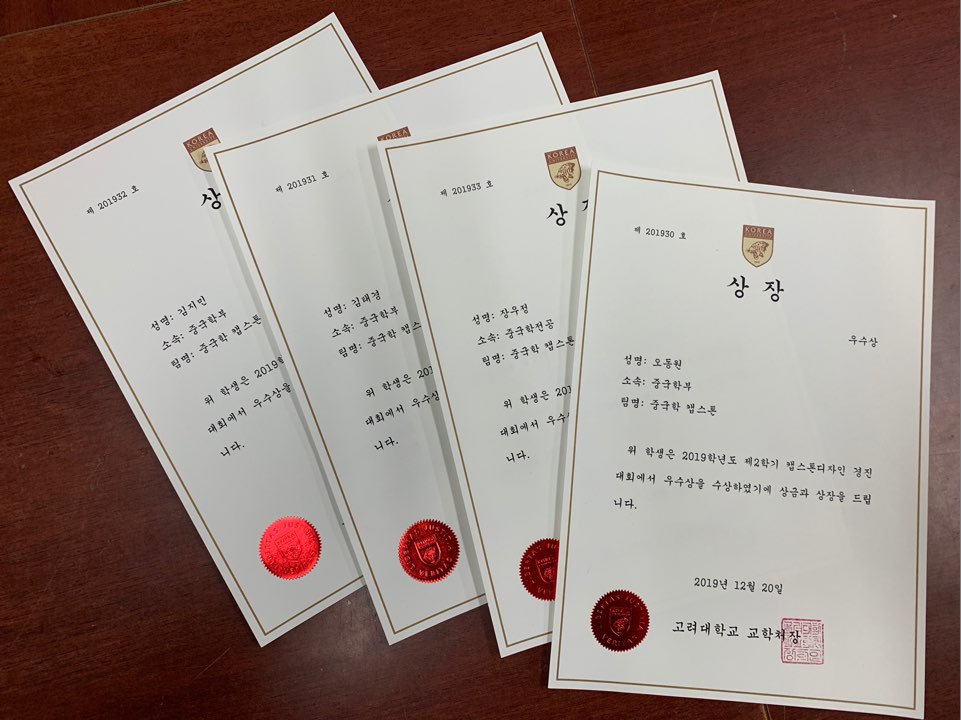 제 201932 호
상
성명: 김지민
소속: 중국학부
팀명: 중국학 캡스톤
위 학생은 2019학
대회에서 우수상을
니다.
KOREA
제 201931 호
성명: 김태경
소속: 중국학부
팀명: 중국학 캡스
위 학생은 201
대회에서 우수상
니다.
KOREA
제 201933 호
상
성명: 장우정
소속: 중국학전공
팀명: 중국학 캡스톤
위 학생은 201
대회에서 우수
니다.
KOREA
제 201930 호
상 장
우수상
성명: 오동원
소속: 중국학부
팀명: 중국학 캡스톤
위 학생은 2019학년도 제2학기 캡스톤디자인 경진
대회에서 우수상을 수상하였기에 상금과 상장을 드립
니다.
2019년 12월 20일
고려대학교 교학처장
KOREA